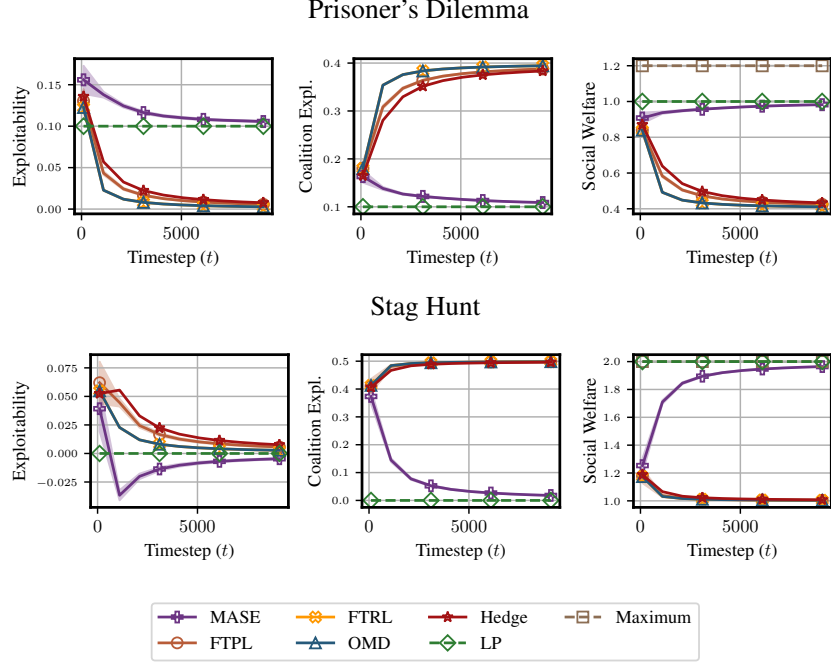 Prisoner's Dilemma
Exploitability
0.15
0.10
0.05
0.00
0
5000
Timestep (t)
Coalition Expl.
0.4
0.3
0.2
0.1
0
5000
Timestep (t)
Social Welfare
1.2
1.0
0.8
0.6
0.4
0
5000
Timestep (t)
Stag Hunt
Exploitability
0.075
0.050
0.025
0.000
−0.025
0
5000
Timestep (t)
Coalition Expl.
0.5
0.4
0.3
0.2
0.1
0.0
0
5000
Timestep (t)
Social Welfare
2.0
1.8
1.6
1.4
1.2
1.0
0
5000
Timestep (t)
MASE
FTRL
Hedge
Maximum
FTPL
OMD
LP